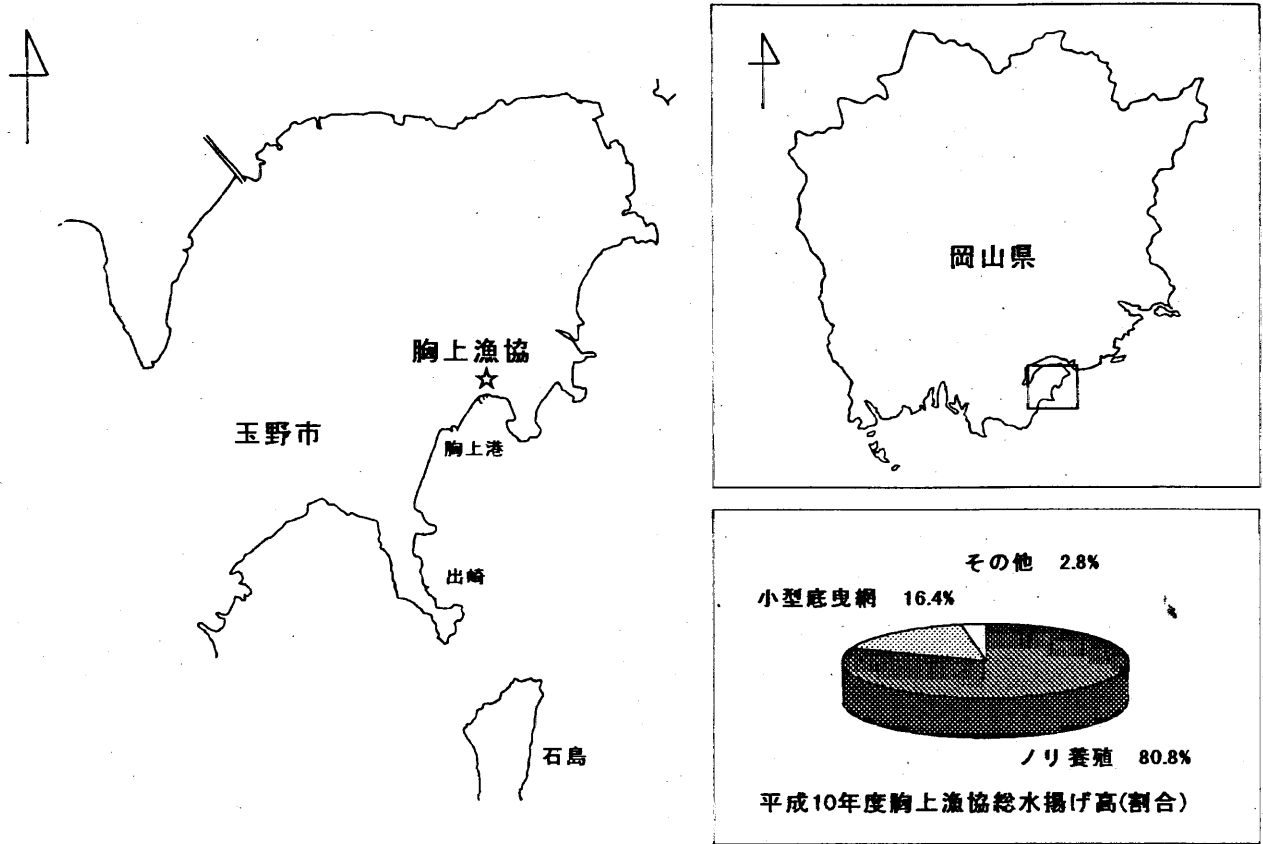 胸上漁協
玉野市
胸上港
出崎
石島
岡山県
その他 2.8%
小型底曳網 16.4%
ノリ養殖 80.8%
平成10年度胸上漁協総水揚げ高(割合)